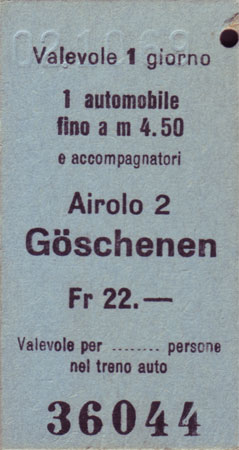 Valevole 1 giorno
1 automobile
fino a m 4.50
e accompagnatori
Airolo 2
Göschenen
Fr 22.—
Valevole per ........ persone
nel treno auto
36044